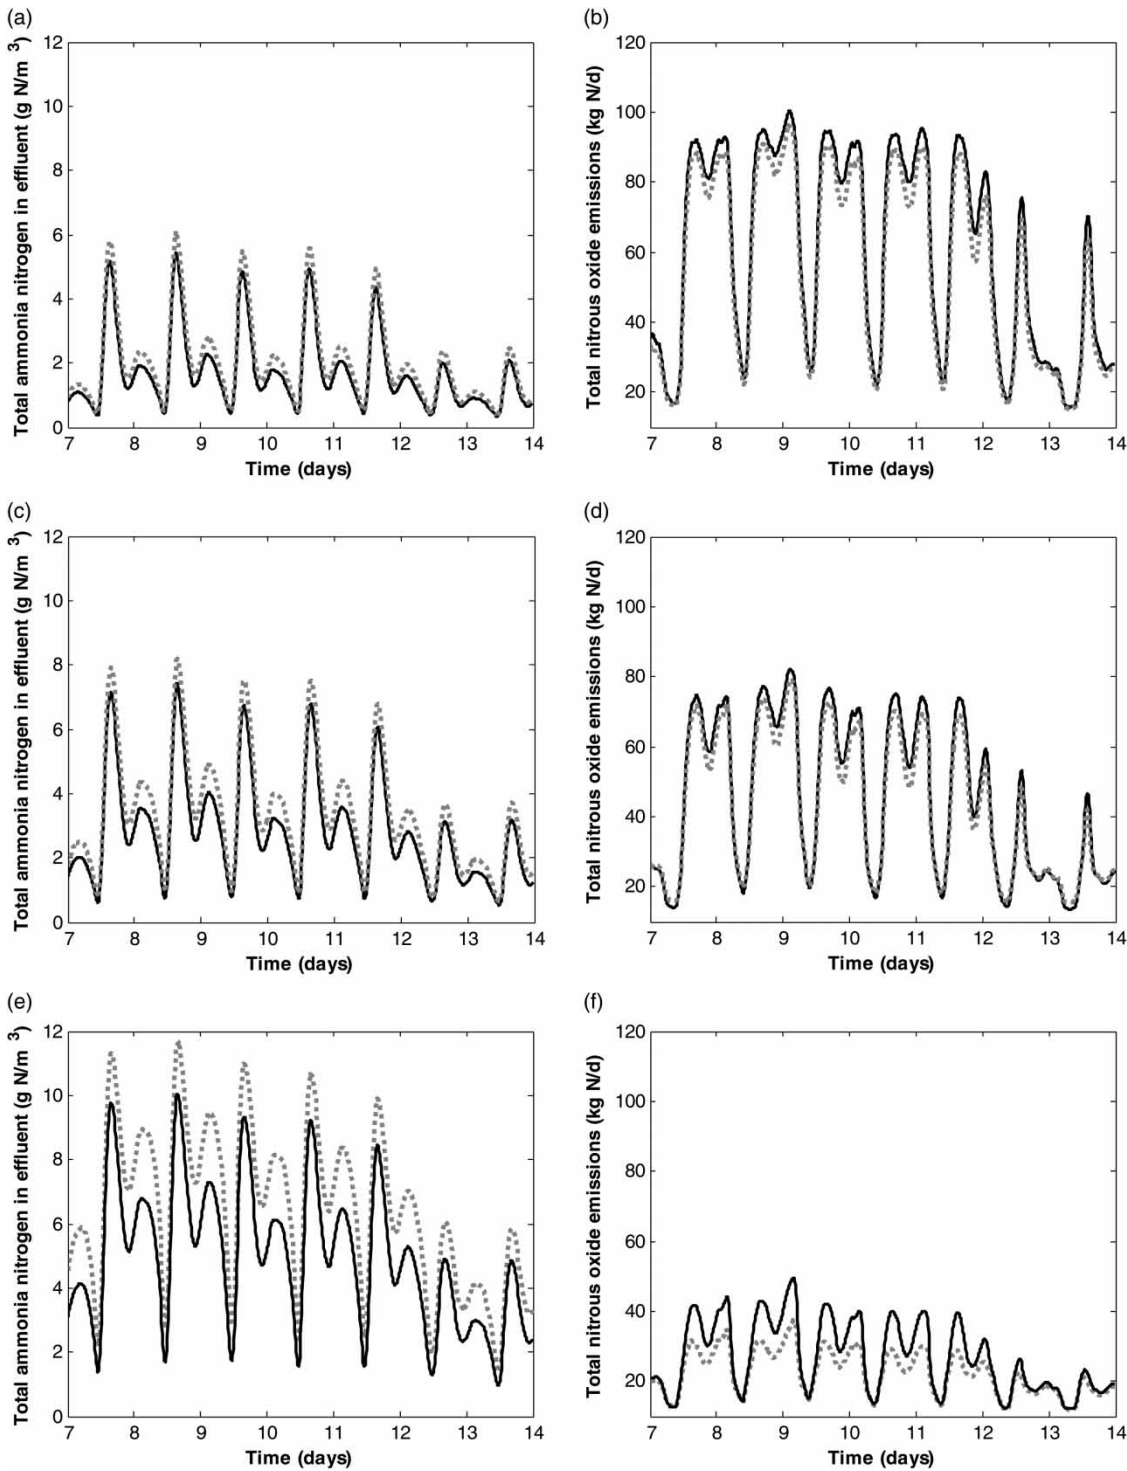 (a)
Total ammonia nitrogen in effluent (g N/m 3)
12
10
8
6
4
2
0
7 8 9 10 11 12 13 14
Time (days)
(b)
Total nitrous oxide emissions (kg N/d)
120
100
80
60
40
20
7 8 9 10 11 12 13 14
Time (days)
(c)
Total ammonia nitrogen in effluent (g N/m 3)
12
10
8
6
4
2
0
7 8 9 10 11 12 13 14
Time (days)
(d)
Total nitrous oxide emissions (kg N/d)
120
100
80
60
40
20
7 8 9 10 11 12 13 14
Time (days)
(e)
Total ammonia nitrogen in effluent (g N/m 3)
12
10
8
6
4
2
0
7 8 9 10 11 12 13 14
Time (days)
(f)
Total nitrous oxide emissions (kg N/d)
120
100
80
60
40
20
7 8 9 10 11 12 13 14
Time (days)